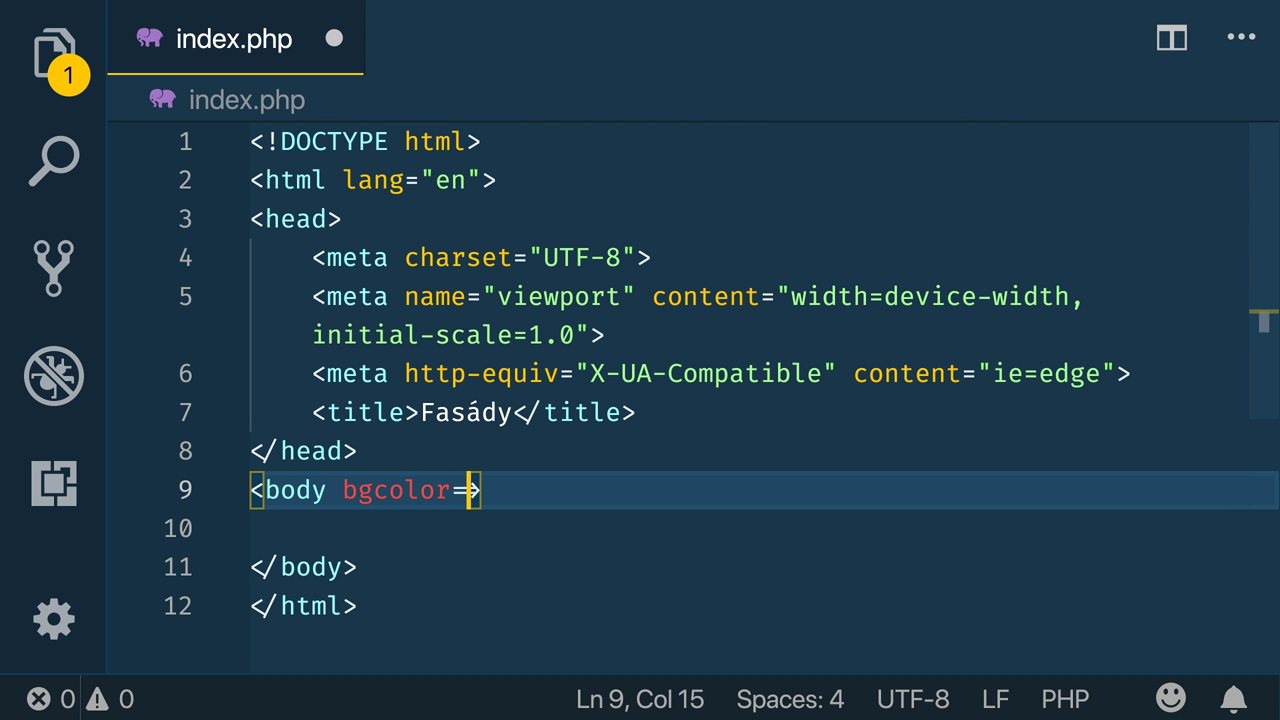 index.php
1
index.php
1 <!DOCTYPE html>
2 <html lang="en">
3 <head>
4 <meta charset="UTF-8">
5 <meta name="viewport" content="width=device-width,
initial-scale=1.0">
6 <meta http-equiv="X-UA-Compatible" content="ie=edge">
7 <title>Fasády</title>
8 </head>
9 <body bgcolor=>
10
11 </body>
12 </html>
0 0 Ln 9, Col 15 Spaces: 4 UTF-8 LF PHP